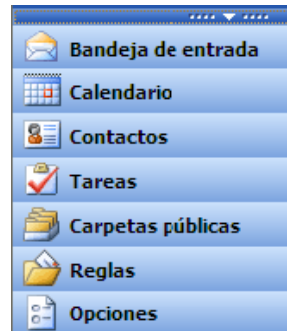 Bandeja de entrada
Calendario
Contactos
Tareas
Carpetas públicas
Reglas
Opciones